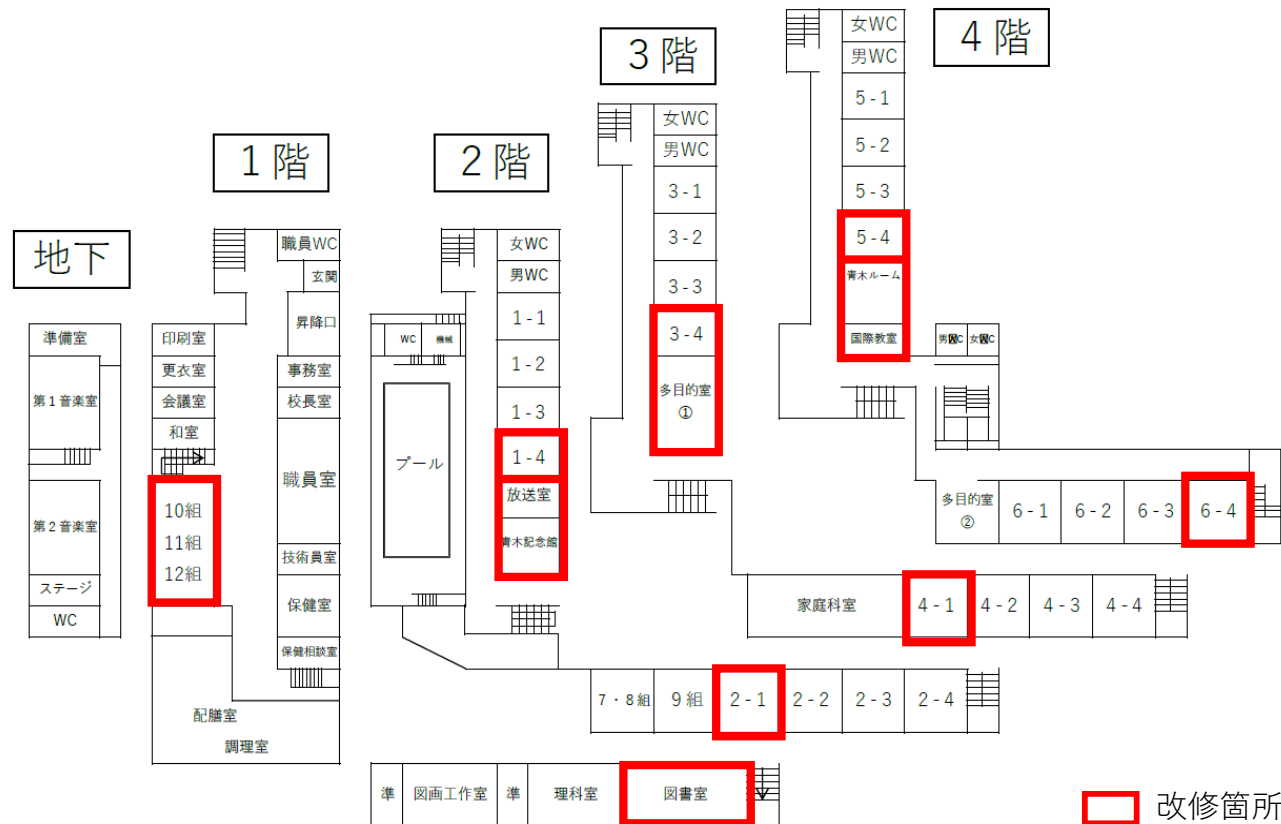 地下
準備室
第1音楽室
第2音楽室
ステージ
WC
1階
職員WC
玄関
昇降口
印刷室
更衣室
会議室
和室
10組
11組
12組
事務室
校長室
職員室
技術員室
保健室
保健相談室
配膳室
調理室
準
図画工作室
準
理科室
図書室
2階
女WC
男WC
1-1
1-2
1-3
1-4
放送室
青木記念館
WC
機械
プール
7・8組
9組
2-1
2-2
2-3
2-4
3階
女WC
男WC
3-1
3-2
3-3
3-4
多目的室
①
家庭科室
4-1
4-2
4-3
4-4
4階
女WC
男WC
5-1
5-2
5-3
5-4
青木ルーム
国際教室
多目的室
②
6-1
6-2
6-3
6-4
改修箇所